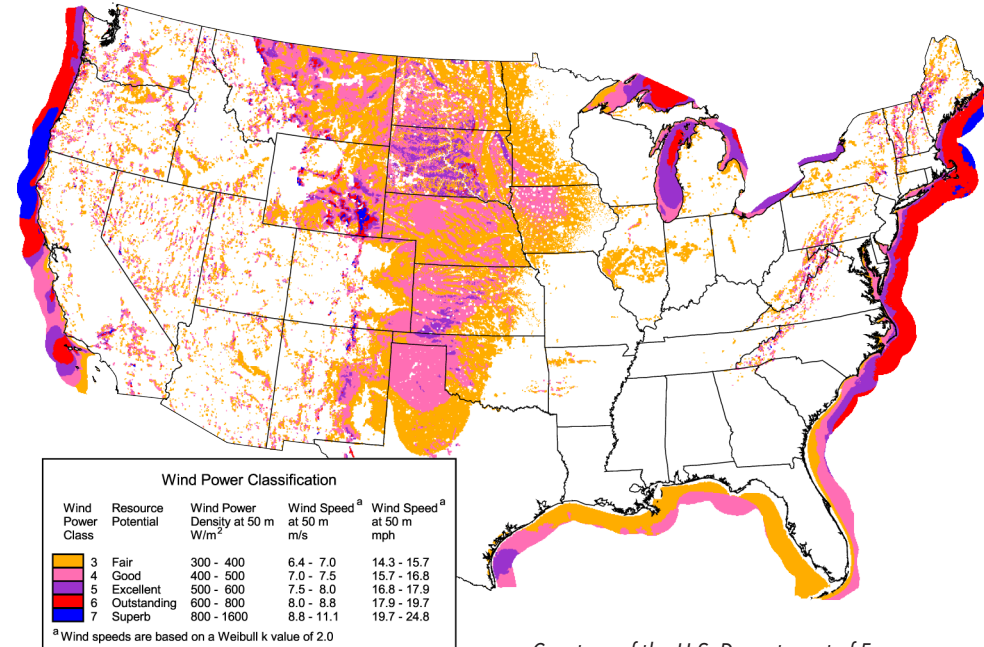 Wind Power Classification
Wind Power Class Resource Potential Wind Power Density at 50 m W/m² Wind Speed ᵃ at 50 m m/s Wind Speed ᵃ at 50 m mph
3 Fair 300 - 400 6.4 - 7.0 14.3 - 15.7
4 Good 400 - 500 7.0 - 7.5 15.7 - 16.8
5 Excellent 500 - 600 7.5 - 8.0 16.8 - 17.9
6 Outstanding 600 - 800 8.0 - 8.8 17.9 - 19.7
7 Superb 800 - 1600 8.8 - 11.1 19.7 - 24.8
ᵃ Wind speeds are based on a Weibull k value of 2.0
of the U.S.